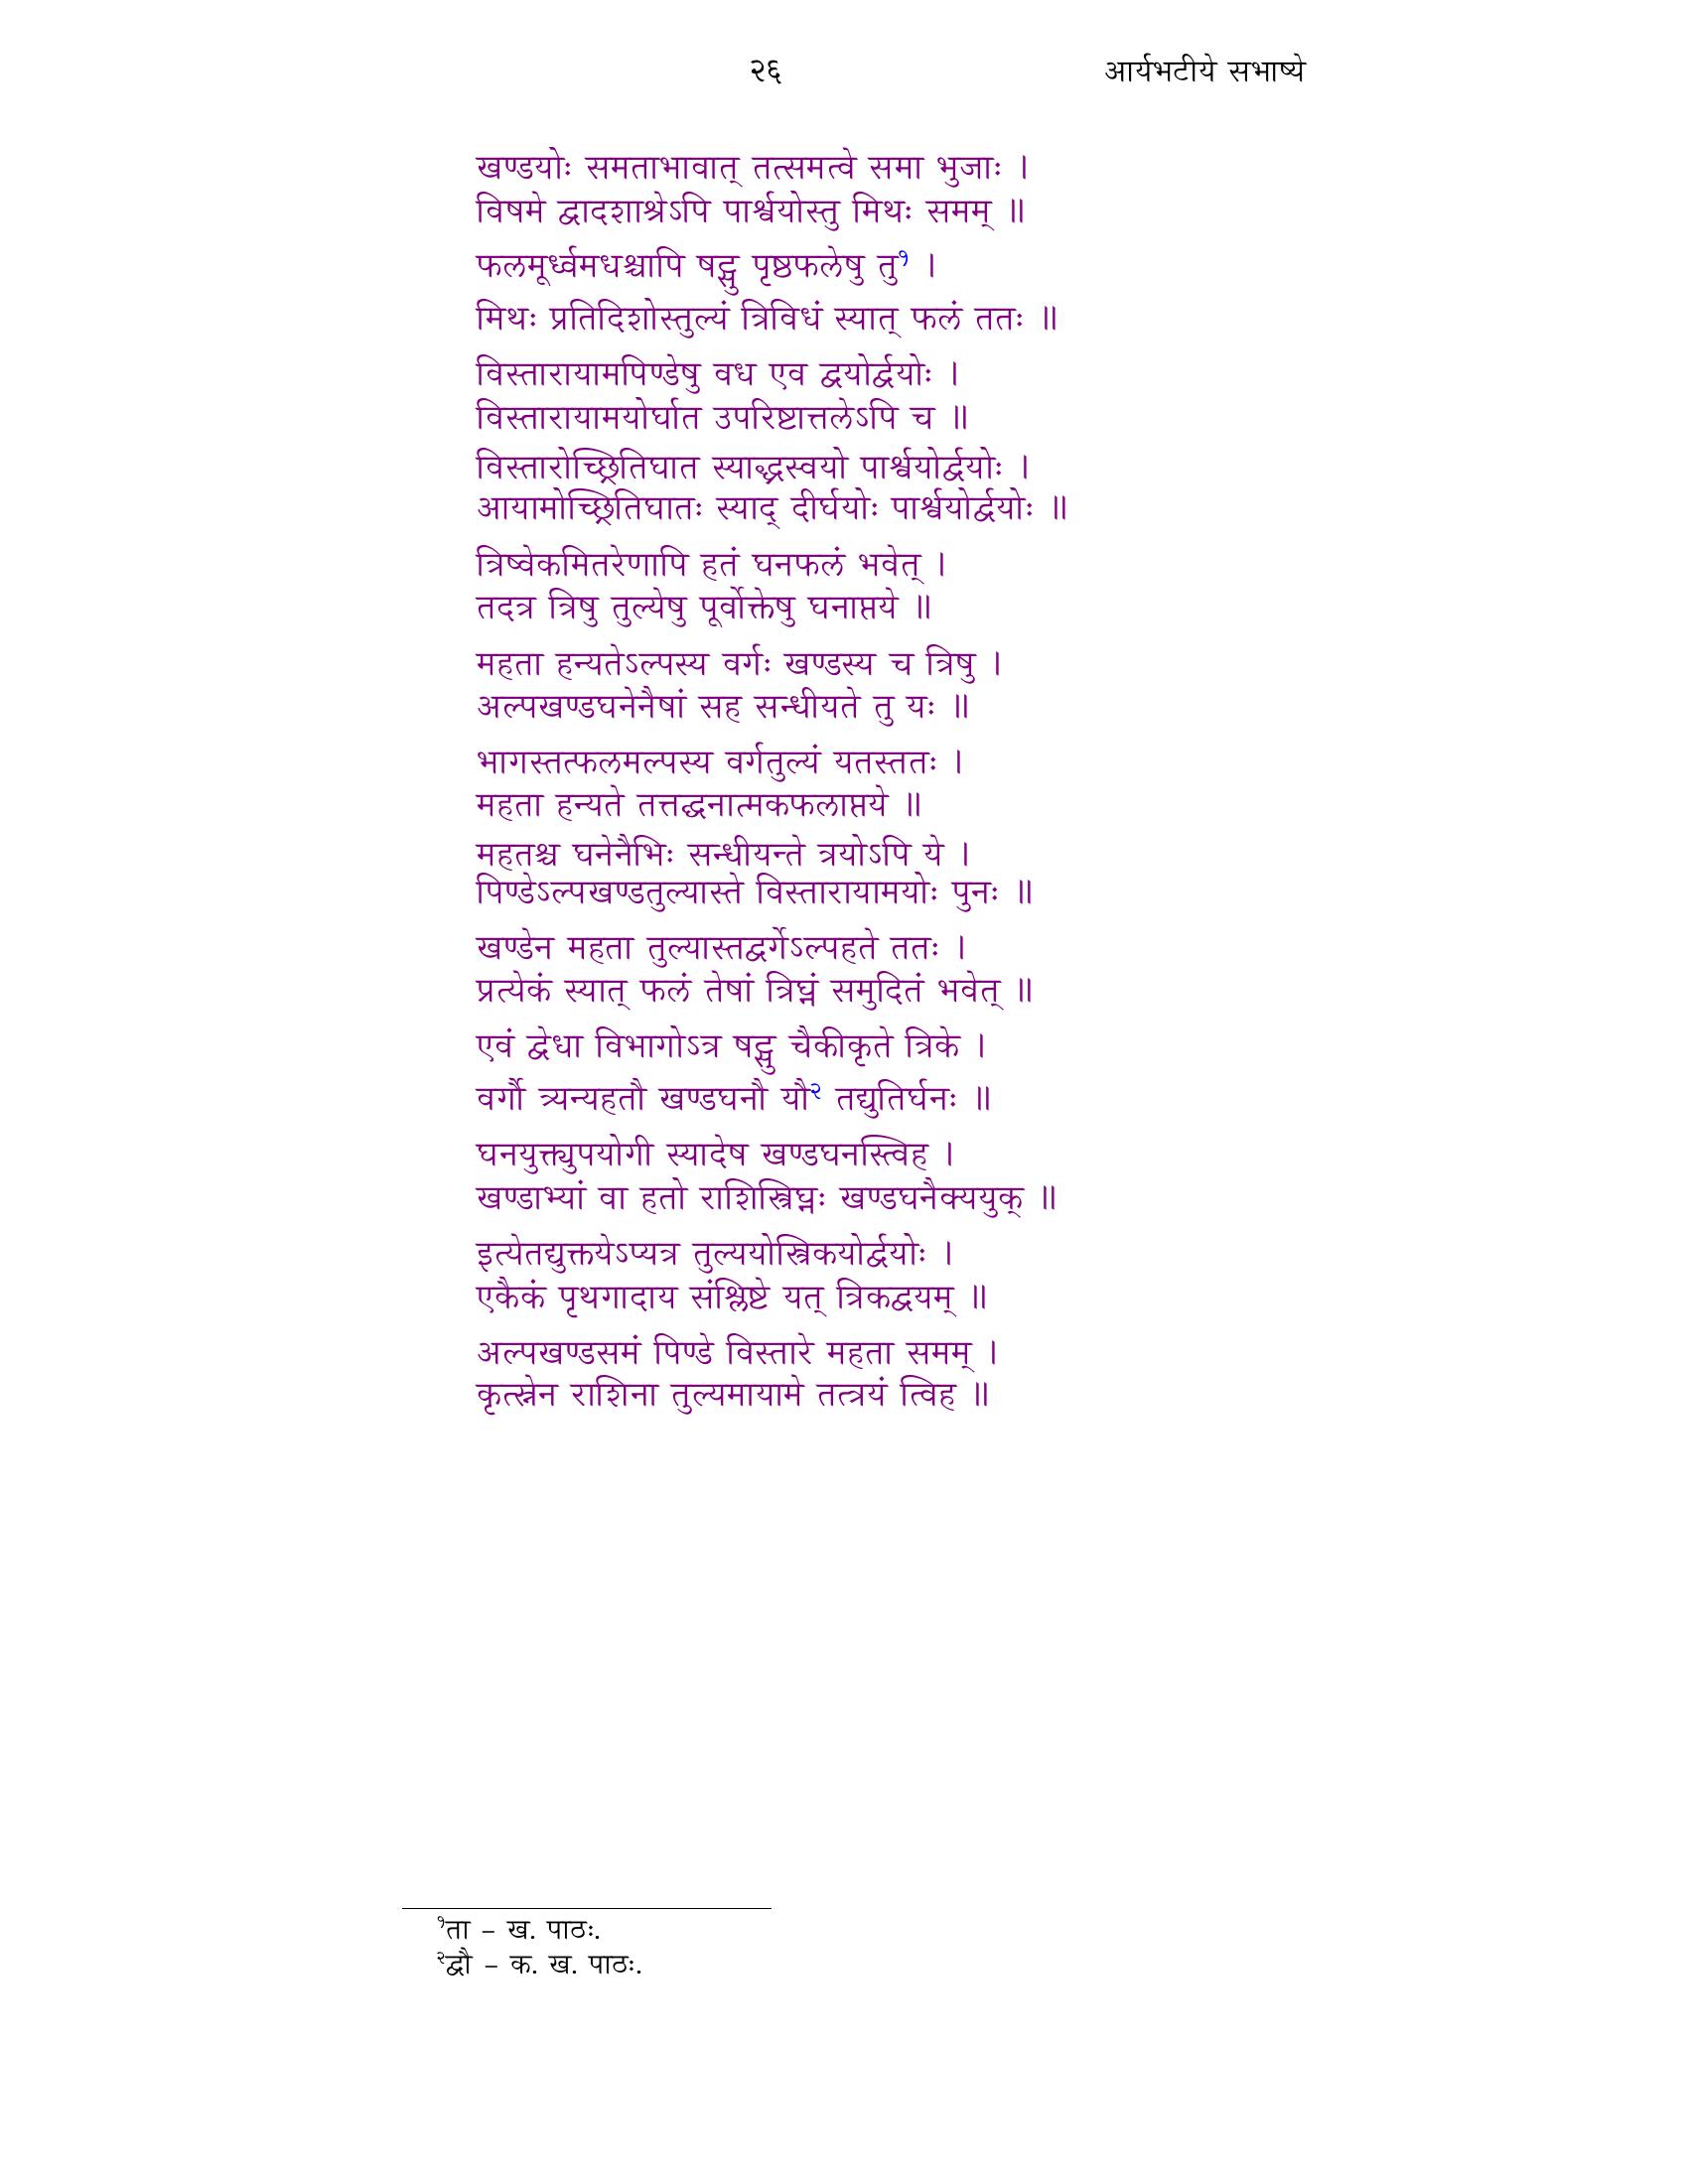 २६ आर्यभटीये सभाष्ये
खण्डयोः समताभावात् तत्समत्वे समा भुजाः ।
विषमे द्वादशाश्रेऽपि पार्श्वयोस्तु मिथः समम् ॥
फलमूर्ध्वमधश्चापि षट्सु पृष्ठफलेषु तु१ ।
मिथः प्रतिदिशोस्तुल्यं त्रिविधं स्यात् फलं ततः ॥
विस्तारायामपिण्डेषु वध एव द्वयोर्द्वयोः ।
विस्तारायामयोर्घात उपरिष्टात्तलेऽपि च ॥
विस्तारोच्छ्रितिघात स्याद्ध्रस्वयो पार्श्वयोर्द्वयोः ।
आयामोच्छ्रितिघातः स्याद् दीर्घयोः पार्श्वयोर्द्वयोः ॥
त्रिष्वेकमितरेणापि हतं घनफलं भवेत् ।
तदत्र त्रिषु तुल्येषु पूर्वोक्तेषु घनाप्तये ॥
महता हन्यतेऽल्पस्य वर्गः खण्डस्य च त्रिषु ।
अल्पखण्डघनेनैषां सह सन्धीयते तु यः ॥
भागस्तत्फलमल्पस्य वर्गतुल्यं यतस्ततः ।
महता हन्यते तत्तद्घनात्मकफलाप्तये ॥
महतश्च घनेनैभिः सन्धीयन्ते त्रयोऽपि ये ।
पिण्डेऽल्पखण्डतुल्यास्ते विस्तारायामयोः पुनः ॥
खण्डेन महता तुल्यास्तद्वर्गेऽल्पहते ततः ।
प्रत्येकं स्यात् फलं तेषां त्रिघ्नं समुदितं भवेत् ॥
एवं द्वेधा विभागोऽत्र षट्सु चैकीकृते त्रिके ।
वर्गौ त्र्यन्यहतौ खण्डघनौ यौ२ तद्युतिर्घनः ॥
घनयुक्त्युपयोगी स्यादेष खण्डघनस्त्विह ।
खण्डाभ्यां वा हतो राशिस्त्रिघ्नः खण्डघनैक्ययुक् ॥
इत्येतद्युक्तयेऽप्यत्र तुल्ययोस्त्रिकयोर्द्वयोः ।
एकैकं पृथगादाय संश्लिष्टे यत् त्रिकद्वयम् ॥
अल्पखण्डसमं पिण्डे विस्तारे महता समम् ।
कृत्स्नेन राशिना तुल्यमायामे तत्त्रयं त्विह ॥
१ता – ख. पाठः.
२द्वौ – क. ख. पाठः.